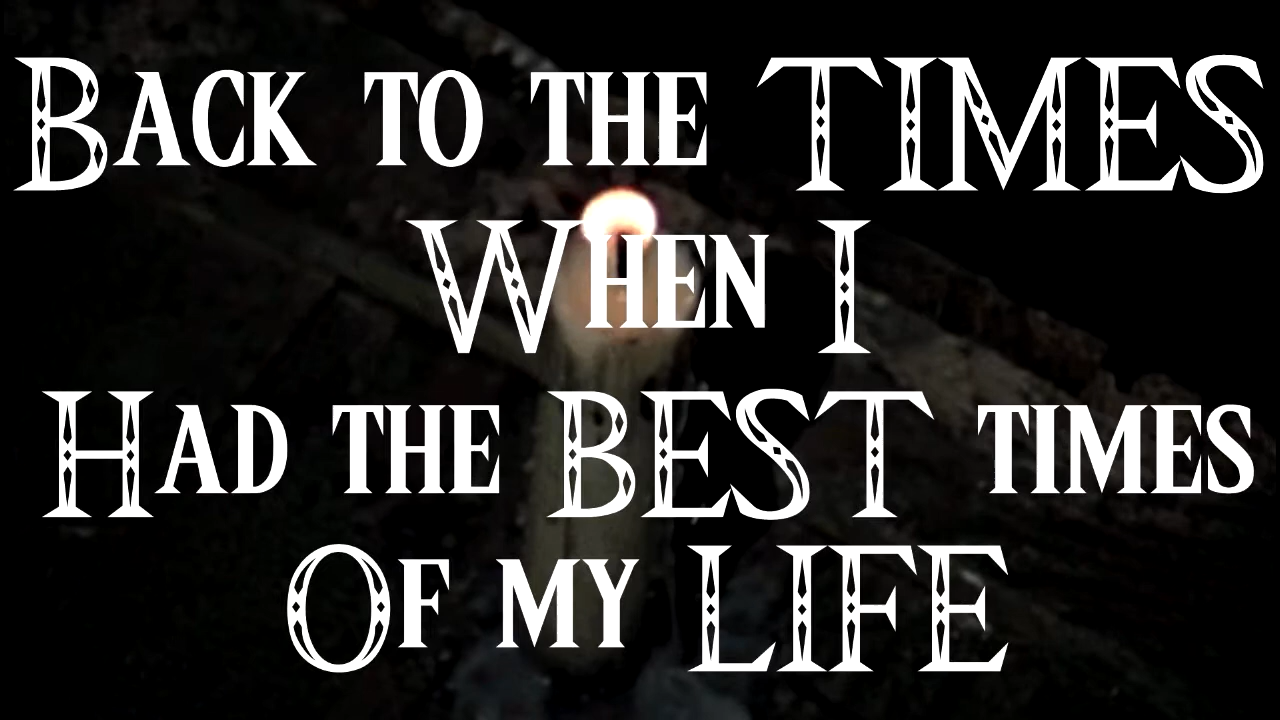 Back to the TIMES
When I
Had the BEST times
Of my LIFE